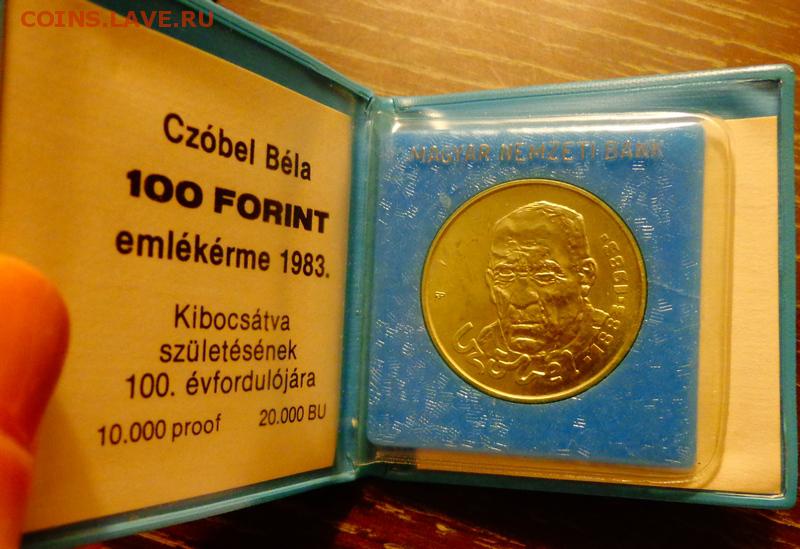 COINS.LAVE.RU
Czóbel Béla
100 FORINT
emlékérme 1983.
Kibocsátva
születésének
100. évfordulójára
10.000 proof 20.000 BU
MAGYAR NEMZETI BANK
CZÓBEL
1883·1983